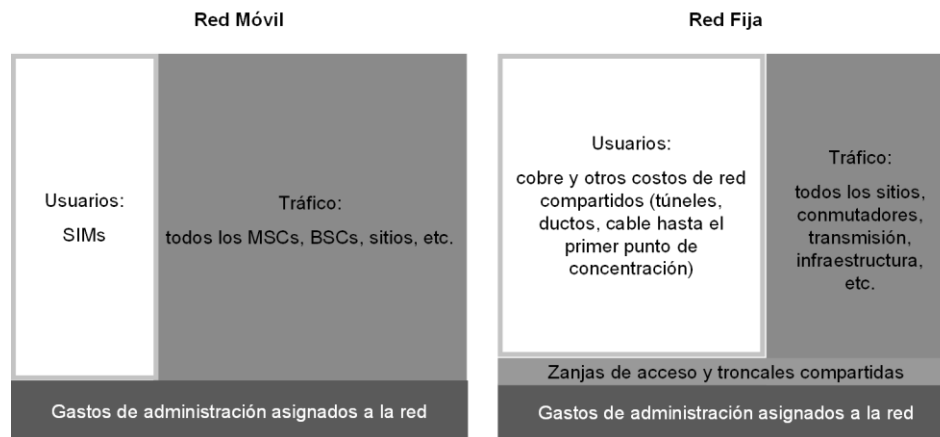 Red Móvil
Usuarios:
SIMs
Tráfico:
todos los MSCs, BSCs, sitios, etc.
Gastos de administración asignados a la red
Red Fija
Usuarios:
cobre y otros costos de red
compartidos (túneles,
ductos, cable hasta el
primer punto de
concentración)
Tráfico:
todos los sitios,
conmutadores,
transmisión,
infraestructura,
etc.
Zanjas de acceso y troncales compartidas
Gastos de administración asignados a la red